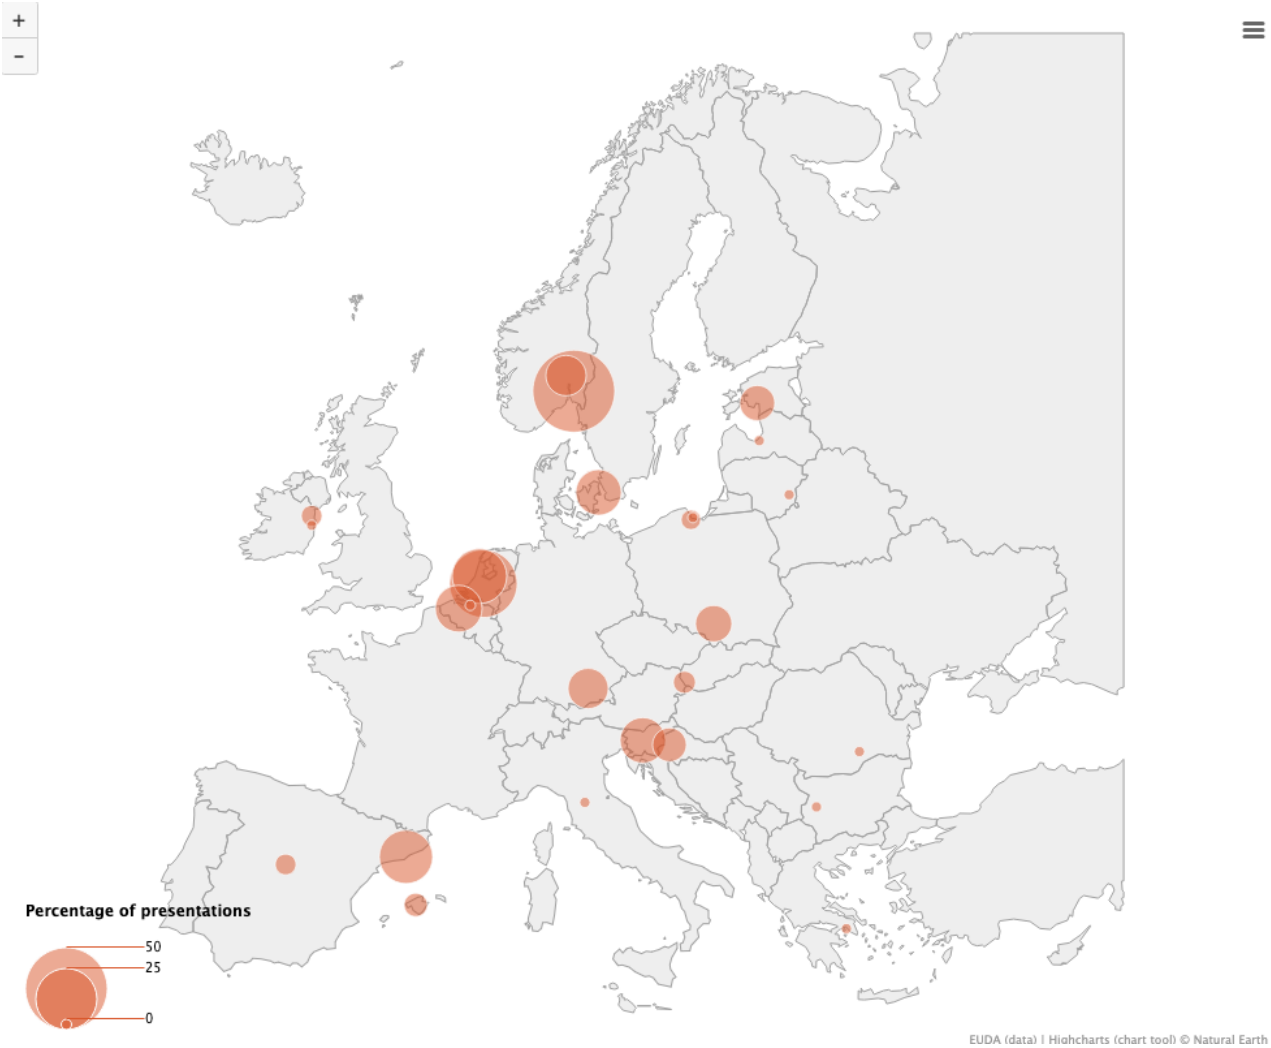 +
−
Percentage of presentations
50
25
0
EUDA (data) | Highcharts (chart tool) © Natural Earth